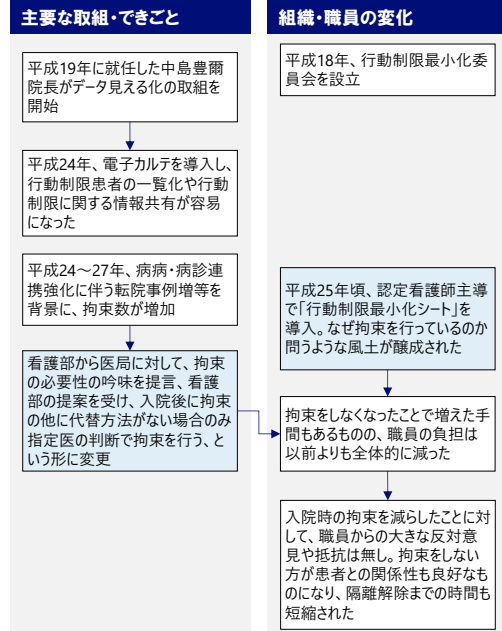 主要な取組・できごと
平成19年に就任した中島豊爾
院長がデータ見える化の取組を
開始
平成24年、電子カルテを導入し、
行動制限患者の一覧化や行動
制限に関する情報共有が容易
になった
平成24～27年、病病・病診連
携強化に伴う転院事例増等を
背景に、拘束数が増加
看護部から医局に対して、拘束
の必要性の吟味を提言、看護
部の提案を受け、入院後に拘束
の他に代替方法がない場合のみ
指定医の判断で拘束を行う、と
いう形に変更
組織・職員の変化
平成18年、行動制限最小化委
員会を設立
平成25年頃、認定看護師主導
で「行動制限最小化シート」を
導入。なぜ拘束を行っているのか
問うような風土が醸成された
拘束をしなくなったことで増えた手
間もあるものの、職員の負担は
以前よりも全体的に減った
入院時の拘束を減らしたことに対
して、職員からの大きな反対意
見や抵抗は無し。拘束をしない
方が患者との関係性も良好なも
のになり、隔離解除までの時間も
短縮された